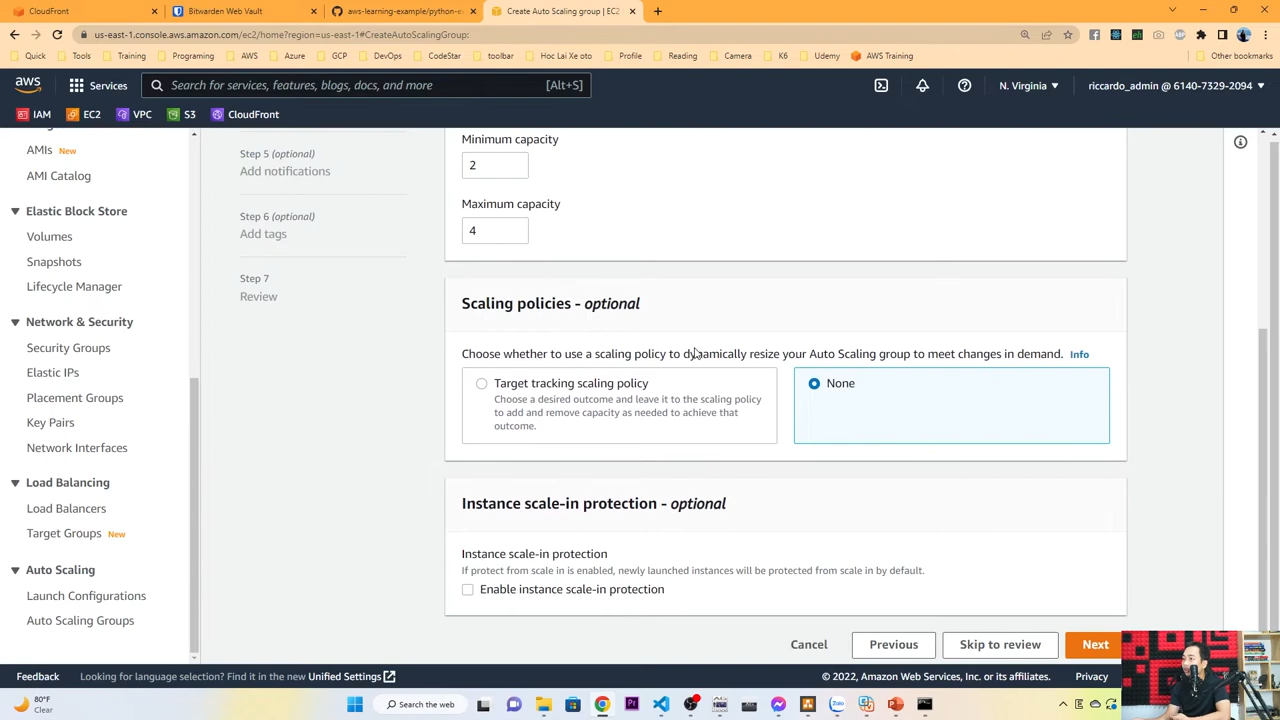 CloudFront
Bitwarden Web Vault
aws-learning-example/python-e
Create Auto Scaling group | EC2
us-east-1.console.aws.amazon.com/ec2/home?region=us-east-1#CreateAutoScalingGroup:
Quick
Tools
Training
Programing
AWS
Azure
GCP
DevOps
CodeStar
toolbar
Hoc Lai Xe oto
Profile
Reading
Camera
K6
Udemy
AWS Training
Other bookmarks
aws
Services
Search for services, features, blogs, docs, and more
[Alt+S]
N. Virginia
riccardo_admin @ 6140-7329-2094
IAM
EC2
VPC
S3
CloudFront
AMIs New
AMI Catalog
Elastic Block Store
Volumes
Snapshots
Lifecycle Manager
Network & Security
Security Groups
Elastic IPs
Placement Groups
Key Pairs
Network Interfaces
Load Balancing
Load Balancers
Target Groups New
Auto Scaling
Launch Configurations
Auto Scaling Groups
Step 5 (optional)
Add notifications
Step 6 (optional)
Add tags
Step 7
Review
Minimum capacity
2
Maximum capacity
4
Scaling policies - optional
Choose whether to use a scaling policy to dynamically resize your Auto Scaling group to meet changes in demand. Info
Target tracking scaling policy
Choose a desired outcome and leave it to the scaling policy
to add and remove capacity as needed to achieve that
outcome.
None
Instance scale-in protection - optional
Instance scale-in protection
If protect from scale in is enabled, newly launched instances will be protected from scale in by default.
Enable instance scale-in protection
Cancel
Previous
Skip to review
Next
Feedback
Looking for language selection? Find it in the new Unified Settings
© 2022, Amazon Web Services, Inc. or its affiliates.
Privacy
80°F
Clear
Search the web